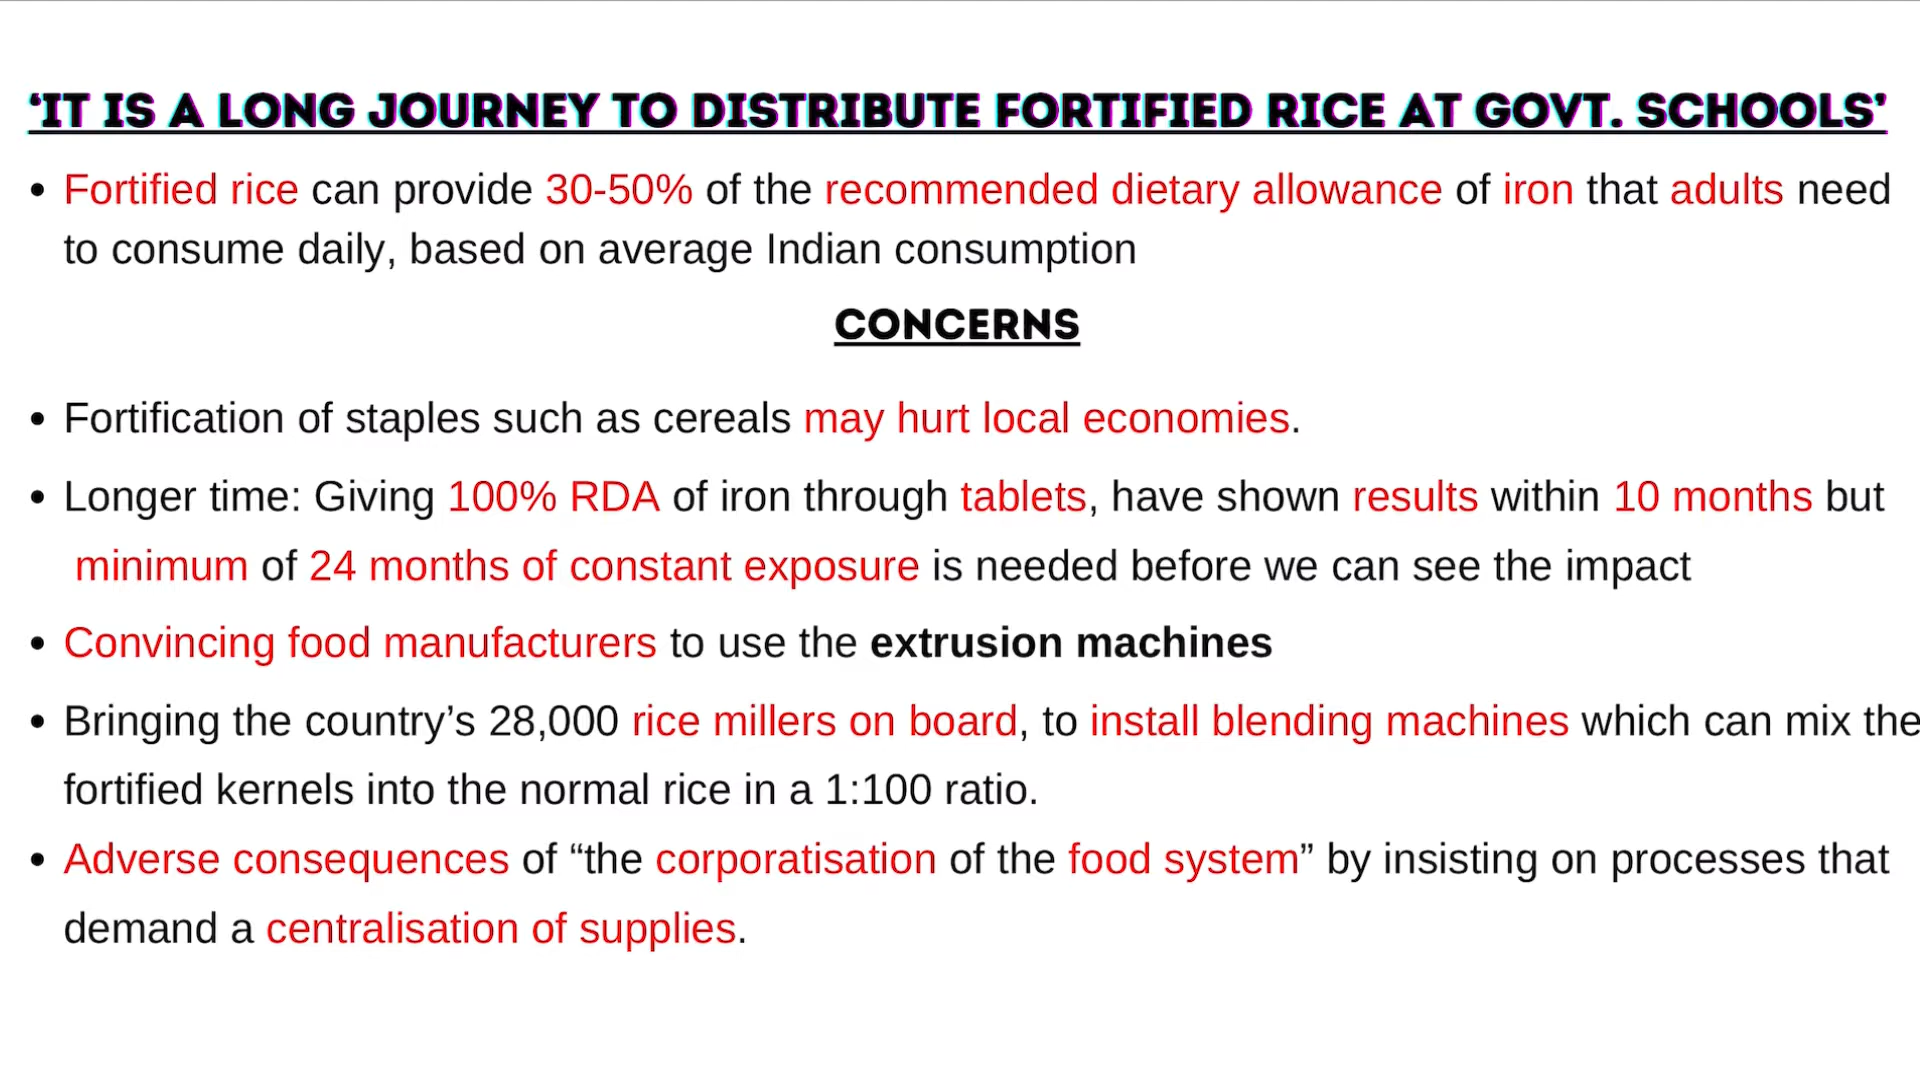 ‘IT IS A LONG JOURNEY TO DISTRIBUTE FORTIFIED RICE AT GOVT. SCHOOLS’
• Fortified rice can provide 30-50% of the recommended dietary allowance of iron that adults need
to consume daily, based on average Indian consumption
CONCERNS
• Fortification of staples such as cereals may hurt local economies.
• Longer time: Giving 100% RDA of iron through tablets, have shown results within 10 months but
minimum of 24 months of constant exposure is needed before we can see the impact
• Convincing food manufacturers to use the extrusion machines
• Bringing the country’s 28,000 rice millers on board, to install blending machines which can mix the
fortified kernels into the normal rice in a 1:100 ratio.
• Adverse consequences of “the corporatisation of the food system” by insisting on processes that
demand a centralisation of supplies.